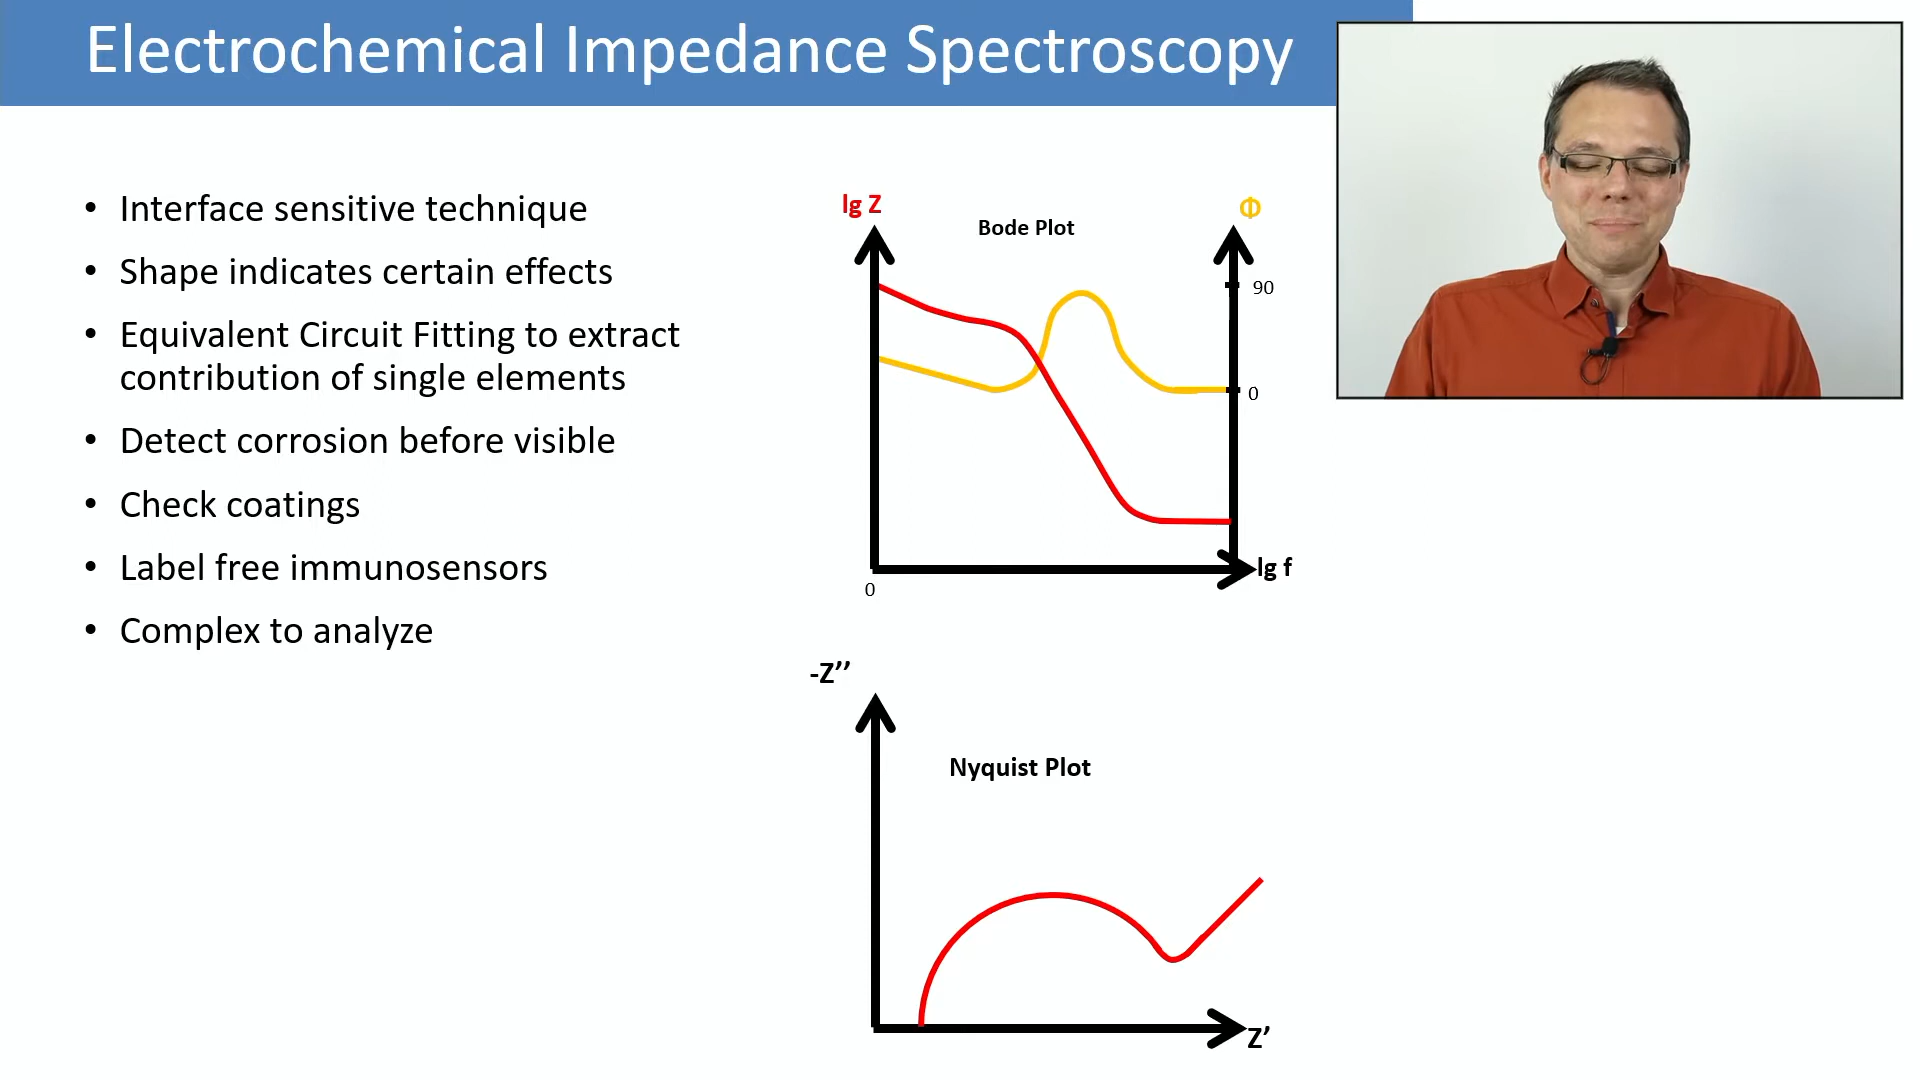 Electrochemical Impedance Spectroscopy
• Interface sensitive technique
• Shape indicates certain effects
• Equivalent Circuit Fitting to extract
contribution of single elements
• Detect corrosion before visible
• Check coatings
• Label free immunosensors
• Complex to analyze
lg Z
Bode Plot
Φ
90
0
lg f
0
-Z’’
Nyquist Plot
Z’